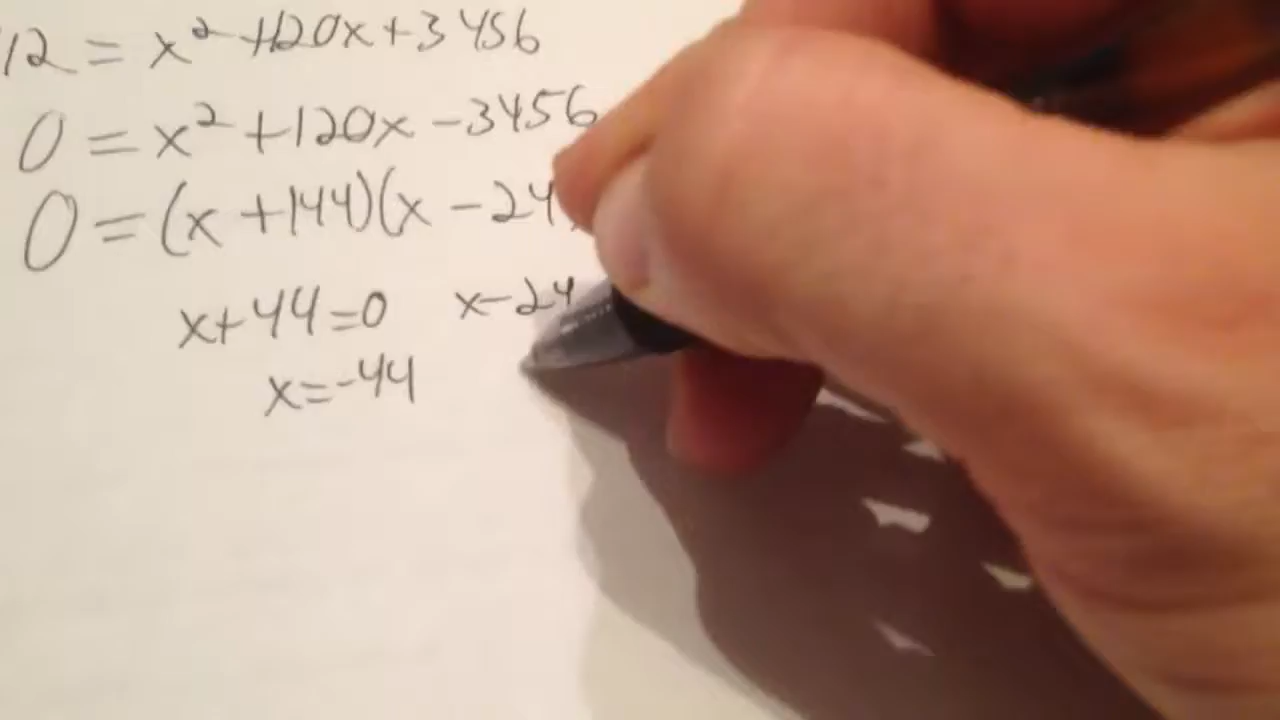 12 = x² +120x+3456
0 = x² +120x -3456
0 = (x +144)(x - 24
x+44=0 x-24
x=-44